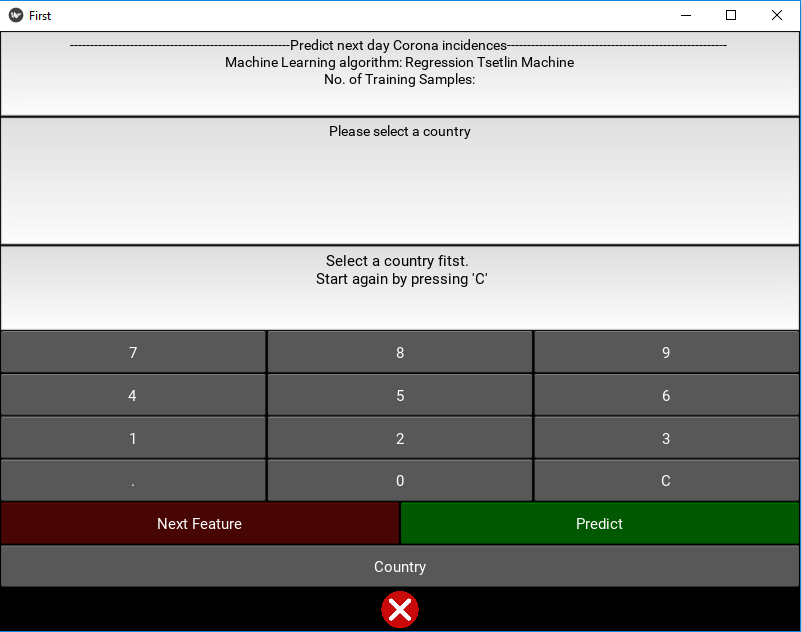 First
-------------------------------------------------------Predict next day Corona incidences-------------------------------------------------------
Machine Learning algorithm: Regression Tsetlin Machine
No. of Training Samples:
Please select a country
Select a country fitst.
Start again by pressing 'C'
7 8 9
4 5 6
1 2 3
. 0 C
Next Feature Predict
Country